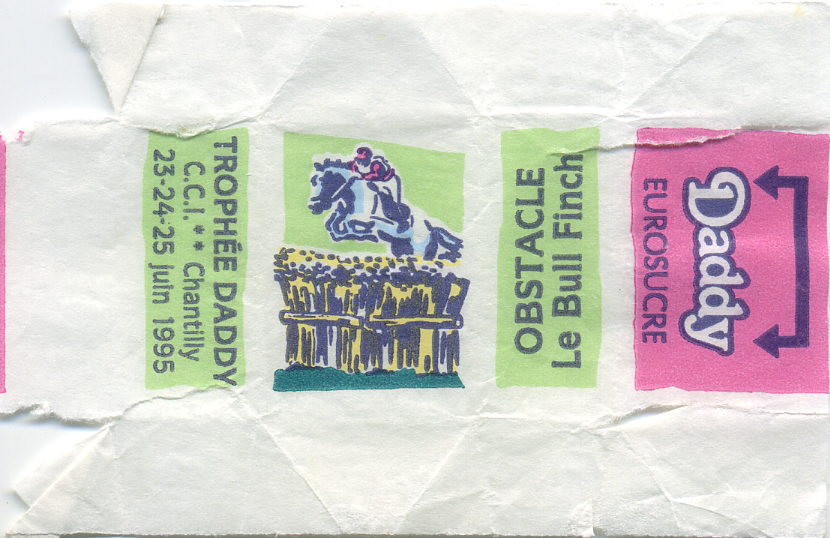 TROPHÉE DADDY
C.C.I.** Chantilly
23-24-25 juin 1995
OBSTACLE
Le Bull Finch
Daddy
EUROSUCRE